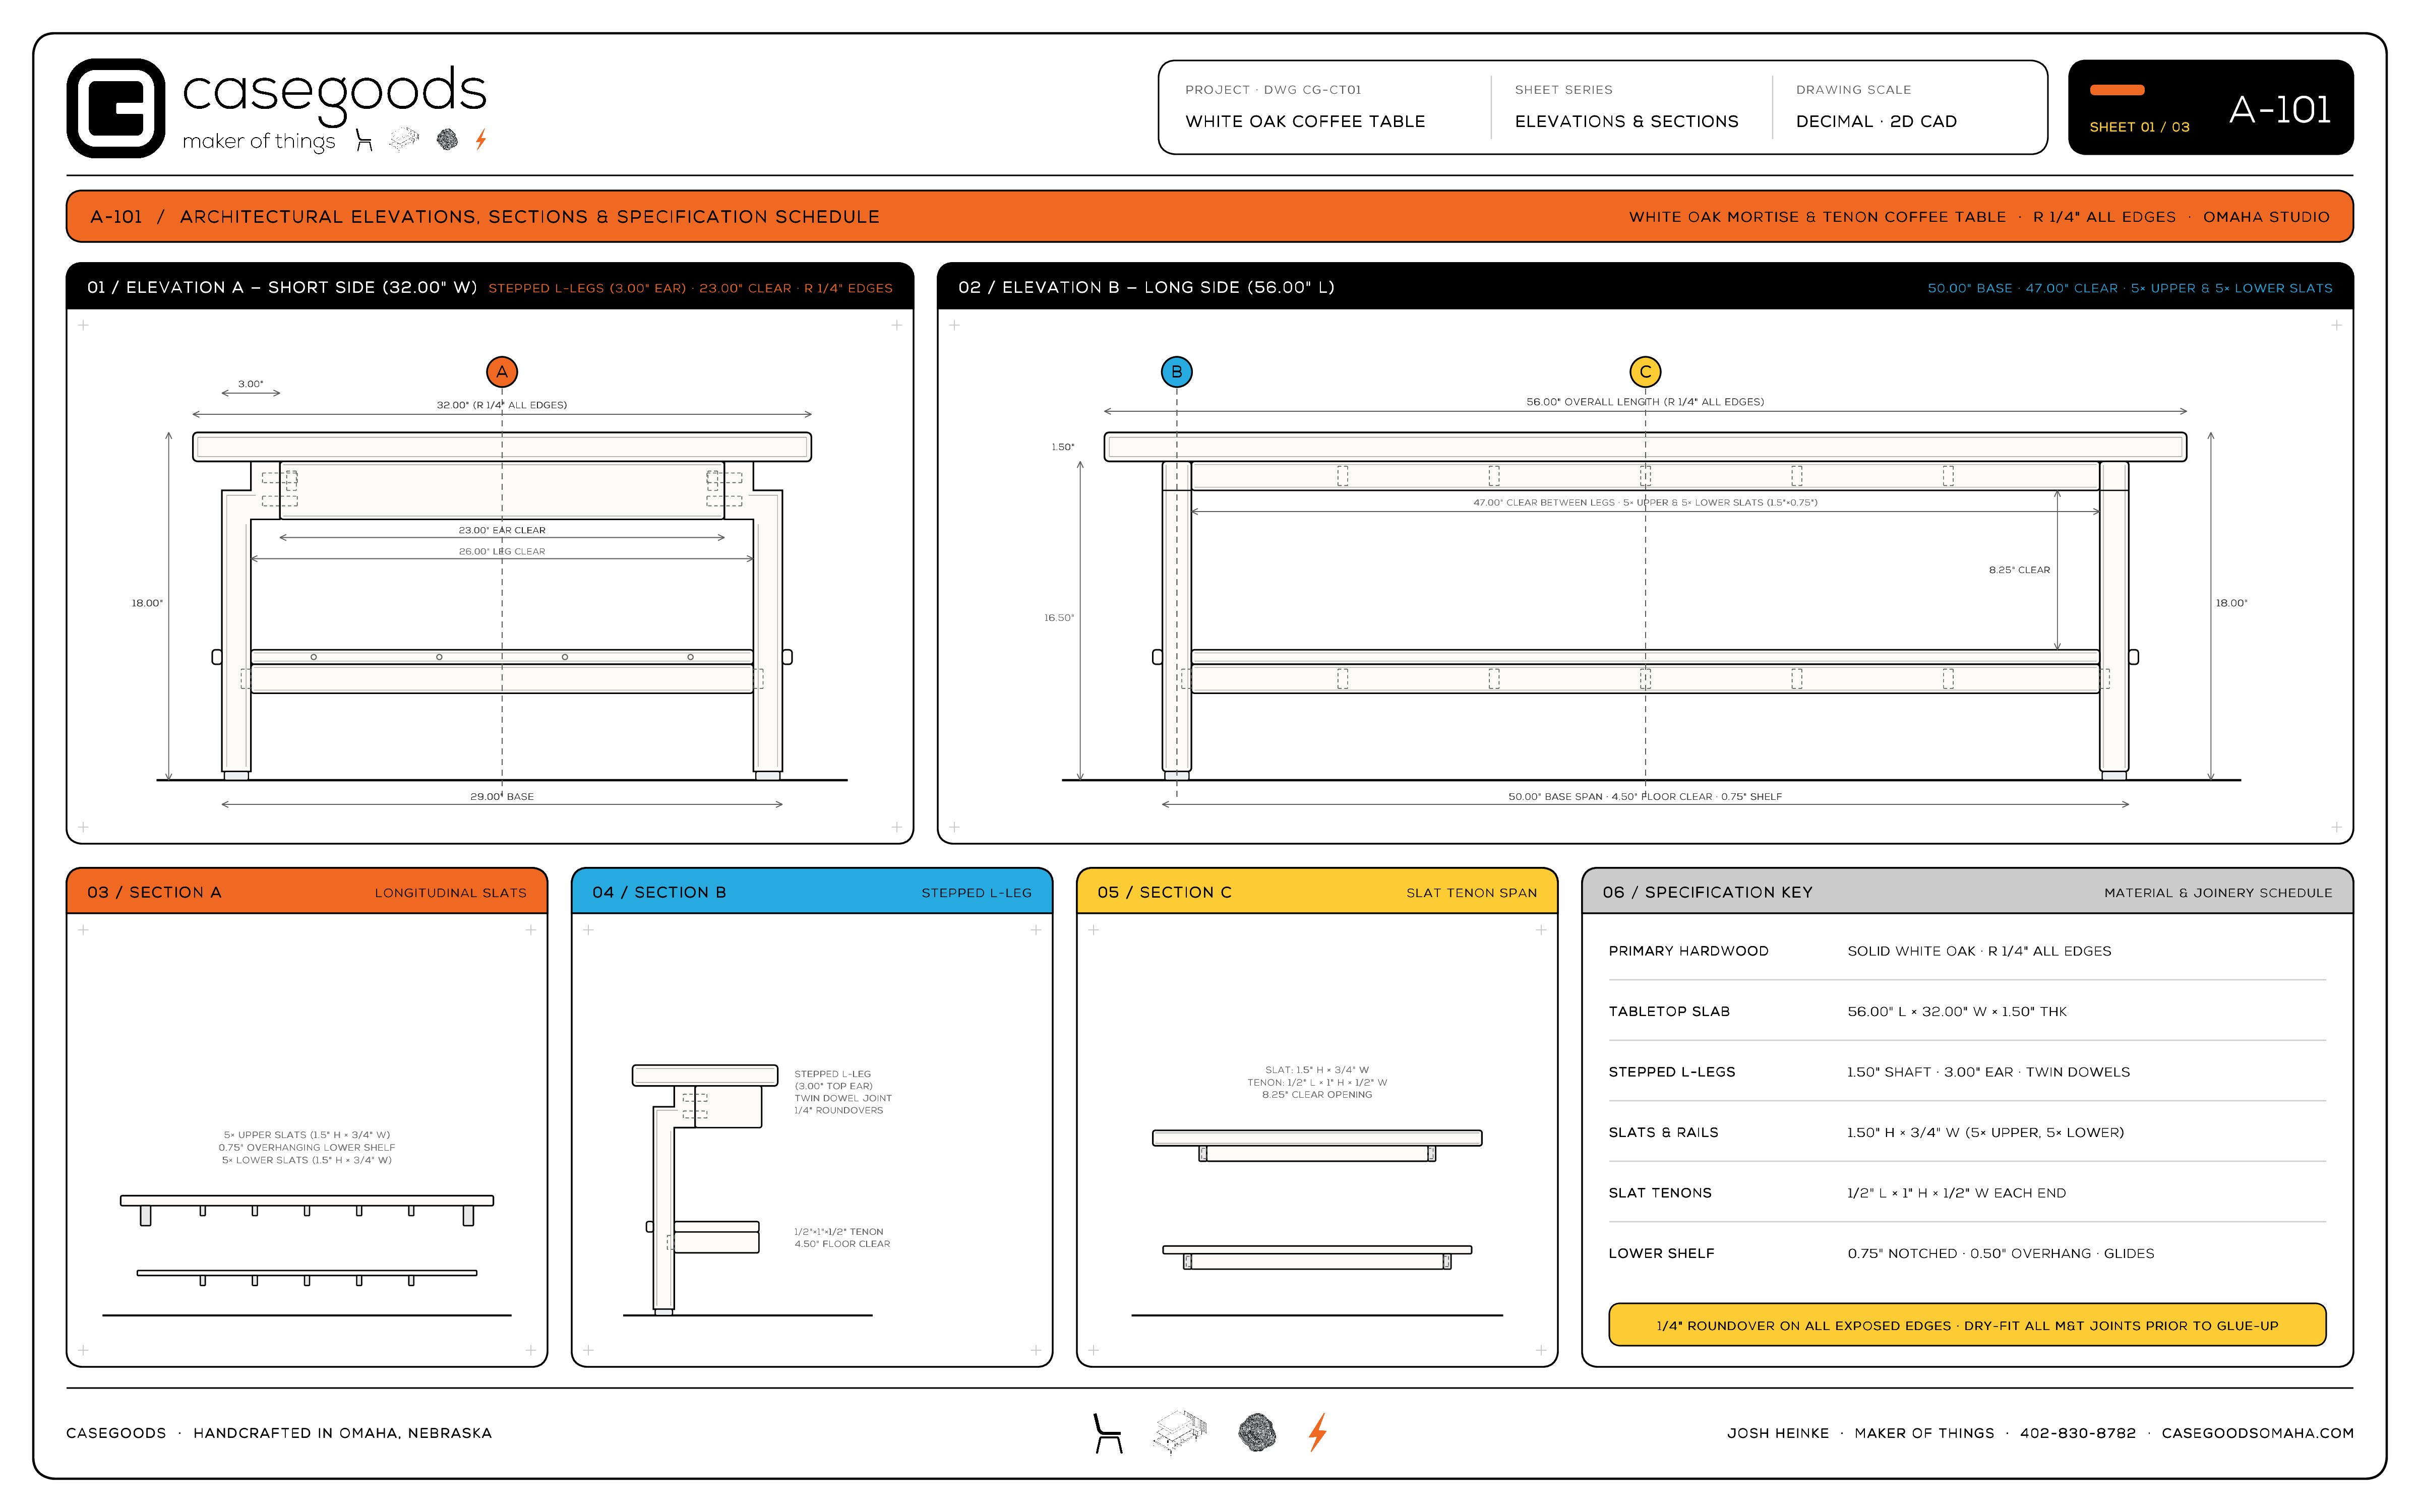 casegoods
maker of things
PROJECT · DWG CG-CT01
WHITE OAK COFFEE TABLE
SHEET SERIES
ELEVATIONS & SECTIONS
DRAWING SCALE
DECIMAL · 2D CAD
SHEET 01 / 03
A-101
A-101 / ARCHITECTURAL ELEVATIONS, SECTIONS & SPECIFICATION SCHEDULE
WHITE OAK MORTISE & TENON COFFEE TABLE · R 1/4" ALL EDGES · OMAHA STUDIO
01 / ELEVATION A – SHORT SIDE (32.00" W)
STEPPED L-LEGS (3.00" EAR) · 23.00" CLEAR · R 1/4" EDGES
A
3.00"
32.00" (R 1/4" ALL EDGES)
23.00" EAR CLEAR
26.00" LEG CLEAR
18.00"
29.00" BASE
02 / ELEVATION B – LONG SIDE (56.00" L)
50.00" BASE · 47.00" CLEAR · 5× UPPER & 5× LOWER SLATS
B
C
56.00" OVERALL LENGTH (R 1/4" ALL EDGES)
1.50"
47.00" CLEAR BETWEEN LEGS · 5× UPPER & 5× LOWER SLATS (1.5"×0.75")
8.25" CLEAR
16.50"
18.00"
50.00" BASE SPAN · 4.50" FLOOR CLEAR · 0.75" SHELF
03 / SECTION A
LONGITUDINAL SLATS
5× UPPER SLATS (1.5" H × 3/4" W)
0.75" OVERHANGING LOWER SHELF
5× LOWER SLATS (1.5" H × 3/4" W)
04 / SECTION B
STEPPED L-LEG
STEPPED L-LEG
(3.00" TOP EAR)
TWIN DOWEL JOINT
1/4" ROUNDOVERS
1/2"×1"×1/2" TENON
4.50" FLOOR CLEAR
05 / SECTION C
SLAT TENON SPAN
SLAT: 1.5" H × 3/4" W
TENON: 1/2" L × 1" H × 1/2" W
8.25" CLEAR OPENING
06 / SPECIFICATION KEY
MATERIAL & JOINERY SCHEDULE
PRIMARY HARDWOOD
SOLID WHITE OAK · R 1/4" ALL EDGES
TABLETOP SLAB
56.00" L × 32.00" W × 1.50" THK
STEPPED L-LEGS
1.50" SHAFT · 3.00" EAR · TWIN DOWELS
SLATS & RAILS
1.50" H × 3/4" W (5× UPPER, 5× LOWER)
SLAT TENONS
1/2" L × 1" H × 1/2" W EACH END
LOWER SHELF
0.75" NOTCHED · 0.50" OVERHANG · GLIDES
1/4" ROUNDOVER ON ALL EXPOSED EDGES · DRY-FIT ALL M&T JOINTS PRIOR TO GLUE-UP
CASEGOODS · HANDCRAFTED IN OMAHA, NEBRASKA
JOSH HEINKE · MAKER OF THINGS · 402-830-8782 · CASEGOODSOMAHA.COM